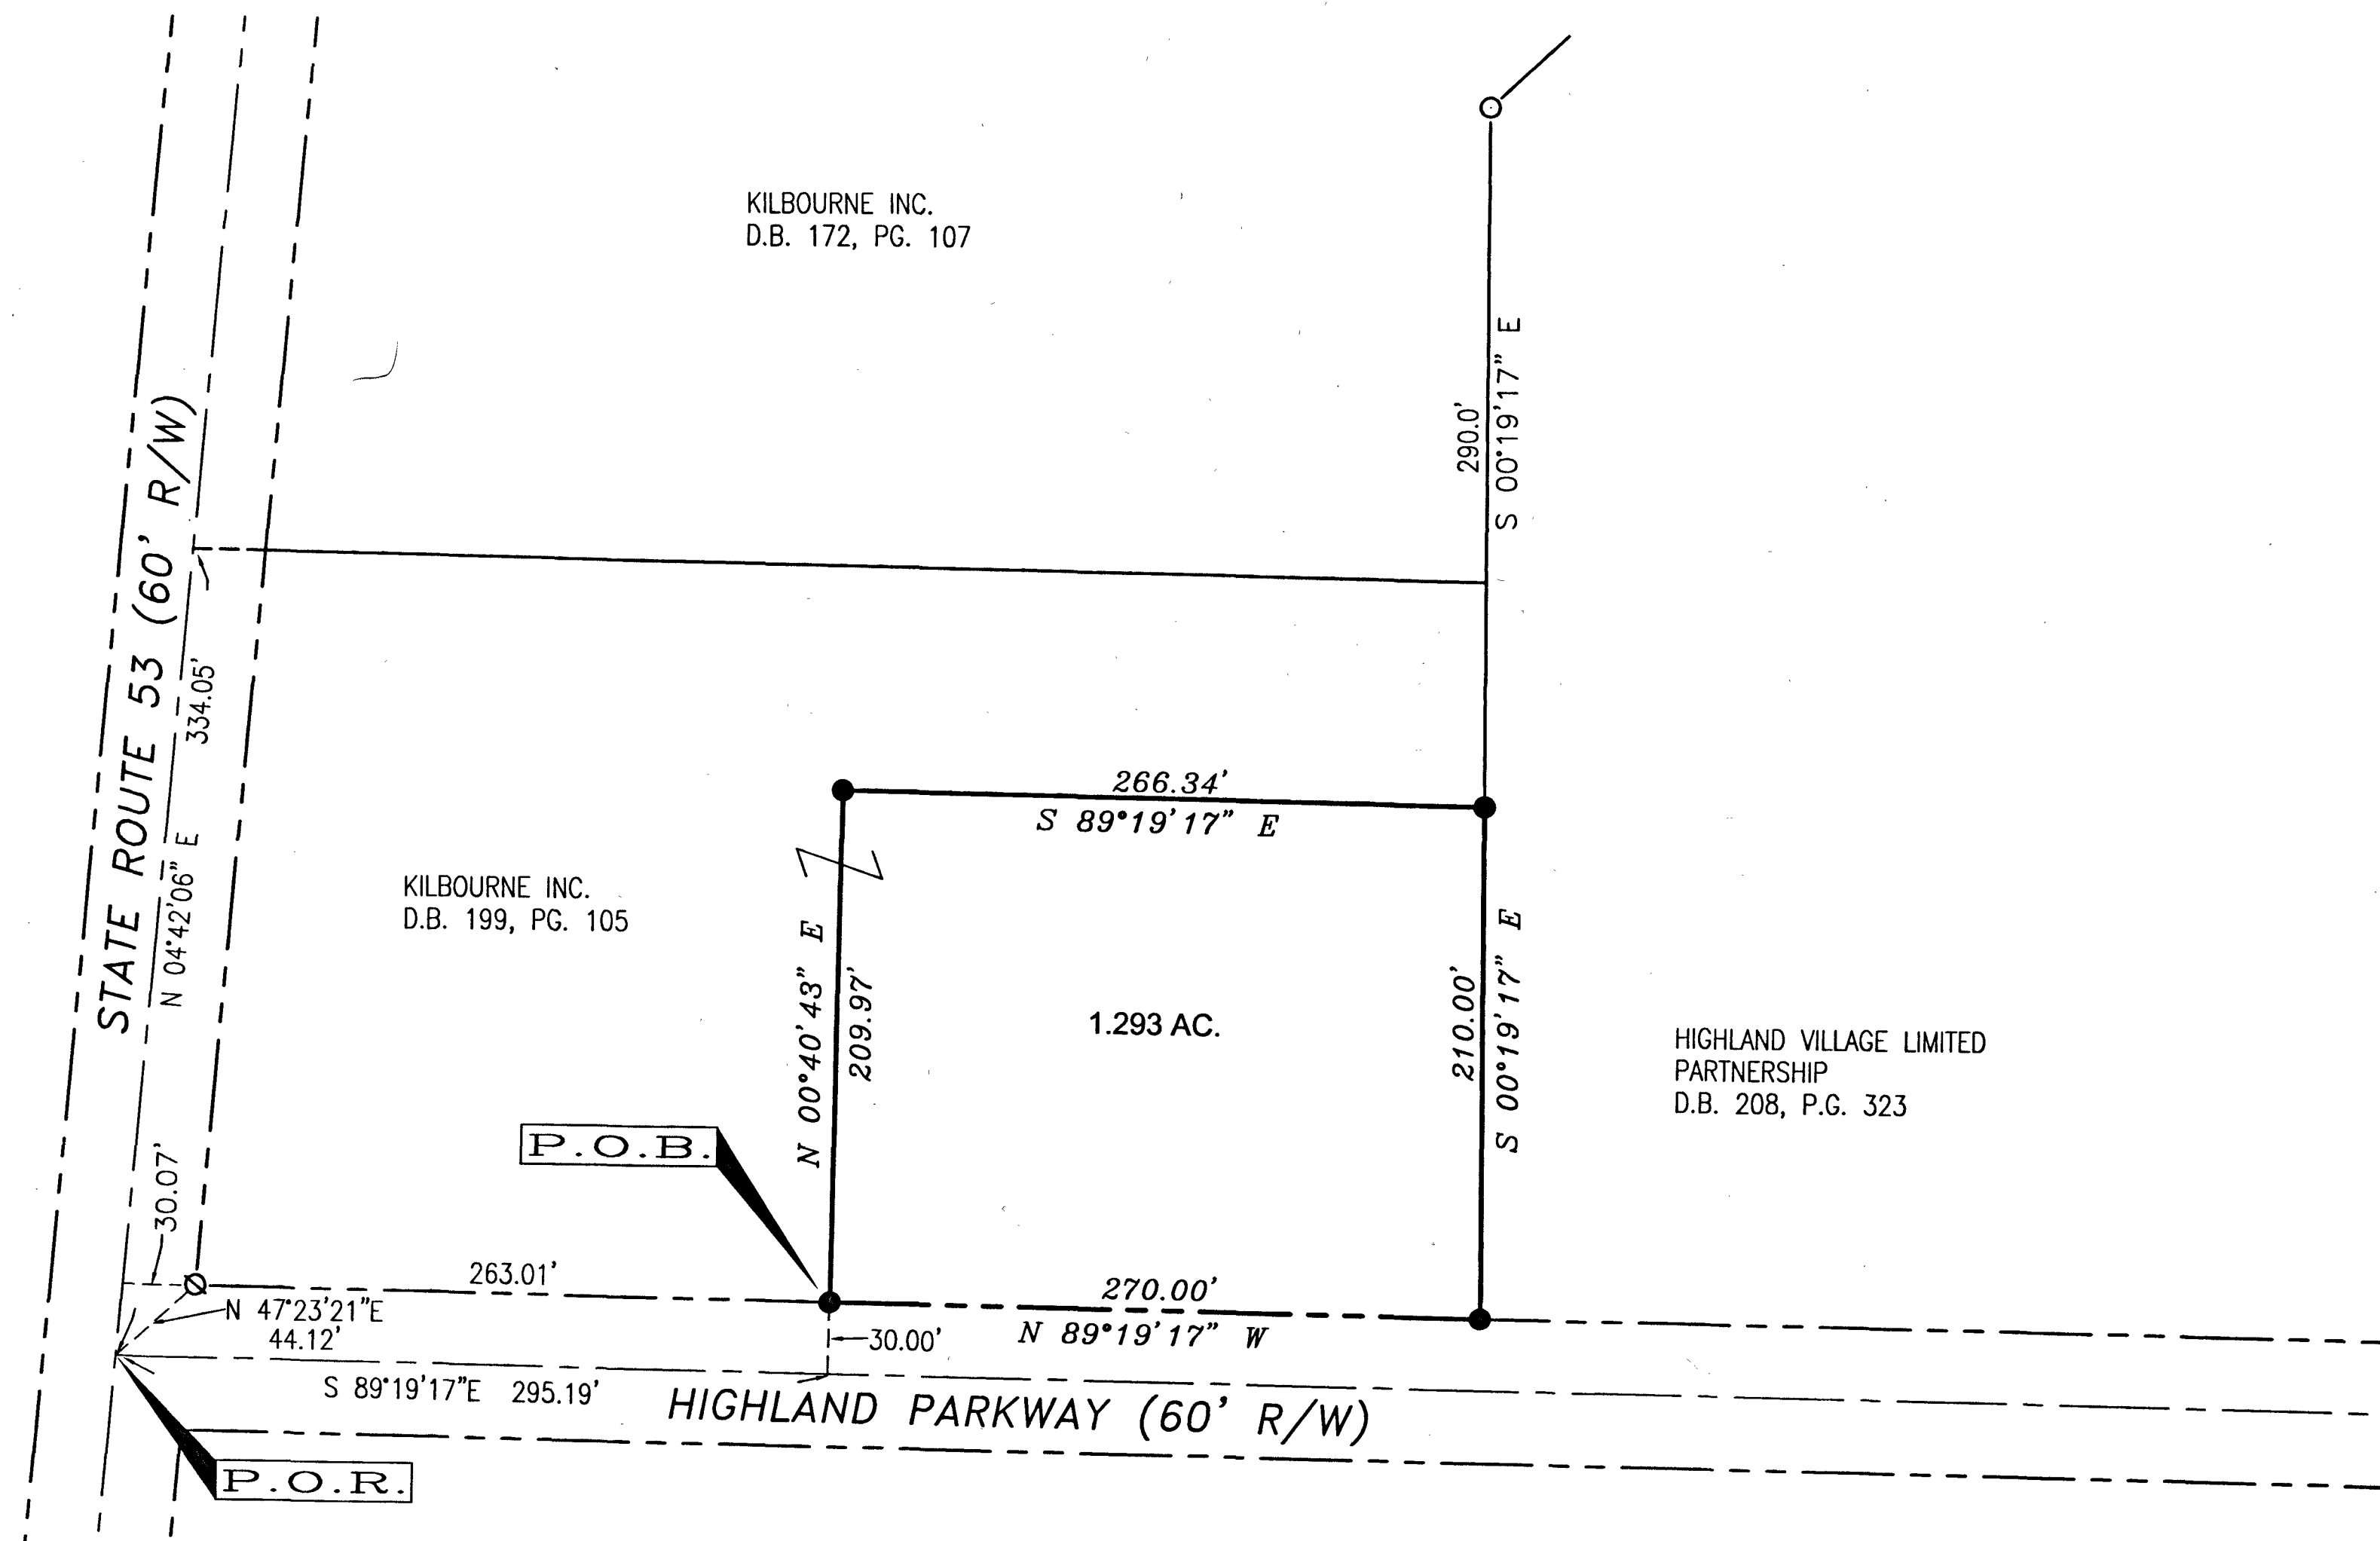 KILBOURNE INC.
D.B. 172, PG. 107
290.0'
S 00°19'17" E
STATE ROUTE 53 (60' R/W)
334.05'
N 04°42'06" E
266.34'
S 89°19'17" E
KILBOURNE INC.
D.B. 199, PG. 105
N 00°40'43" E
209.97'
1.293 AC.
210.00'
S 00°19'17" E
HIGHLAND VILLAGE LIMITED
PARTNERSHIP
D.B. 208, P.G. 323
P.O.B.
30.07'
263.01'
270.00'
N 89°19'17" W
N 47°23'21"E
44.12'
30.00'
S 89°19'17"E 295.19'
HIGHLAND PARKWAY (60' R/W)
P.O.R.